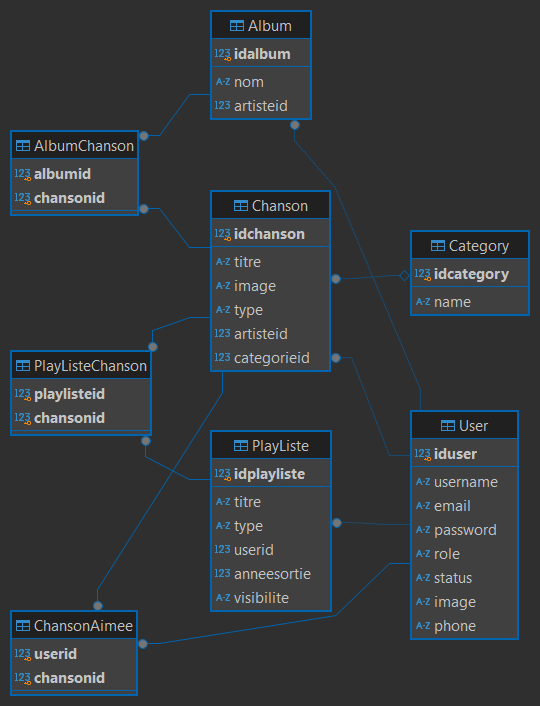 Album
123 idalbum
A-Z nom
123 artisteid
AlbumChanson
123 albumid
123 chansonid
Chanson
123 idchanson
A-Z titre
A-Z image
A-Z type
123 artisteid
123 categorieid
Category
123 idcategory
A-Z name
PlayListeChanson
123 playlisteid
123 chansonid
PlayListe
123 idplayliste
A-Z titre
A-Z type
123 userid
123 anneesortie
A-Z visibilite
User
123 iduser
A-Z username
A-Z email
A-Z password
A-Z role
A-Z status
A-Z image
A-Z phone
ChansonAimee
123 userid
123 chansonid